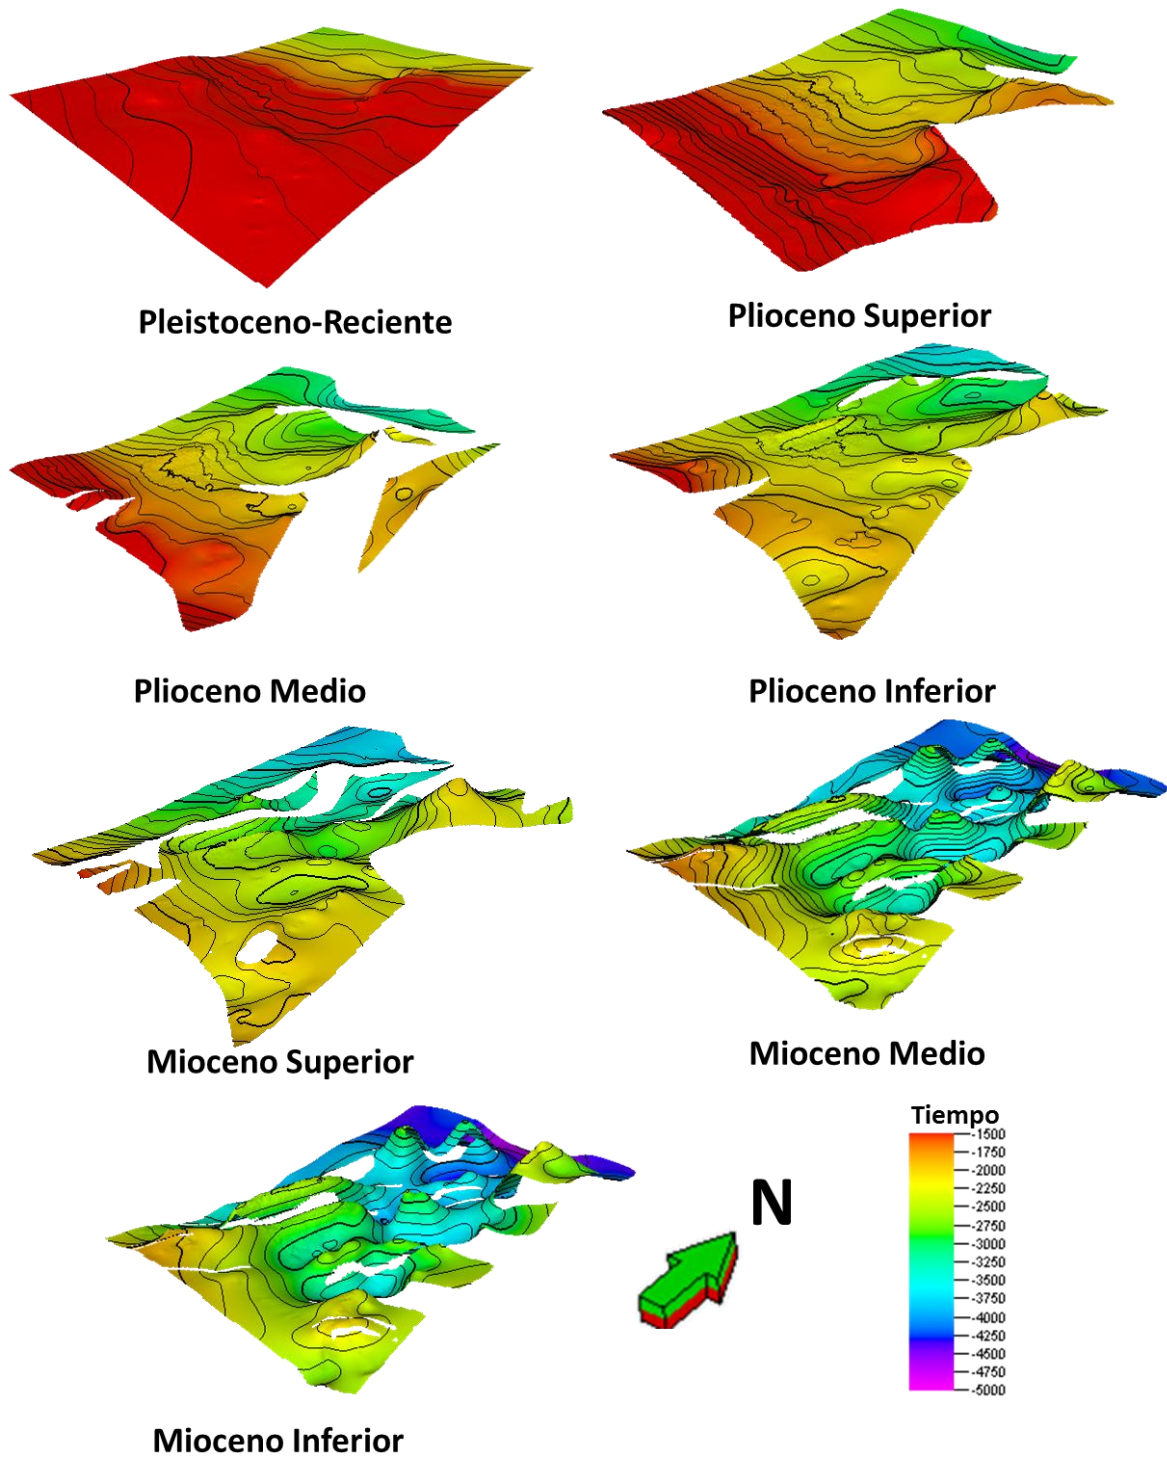 Pleistoceno-Reciente
Plioceno Superior
Plioceno Medio
Plioceno Inferior
Mioceno Superior
Mioceno Medio
Mioceno Inferior
N
Tiempo
-1500
-1750
-2000
-2250
-2500
-2750
-3000
-3250
-3500
-3750
-4000
-4250
-4500
-4750
-5000